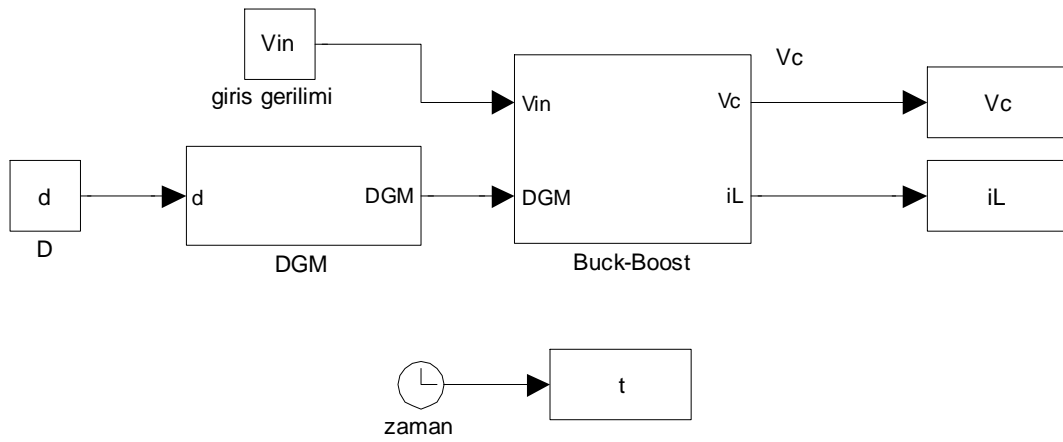 Vin
giris gerilimi
d
D
d
DGM
DGM
Vin
DGM
Vc
iL
Buck-Boost
Vc
Vc
iL
zaman
t